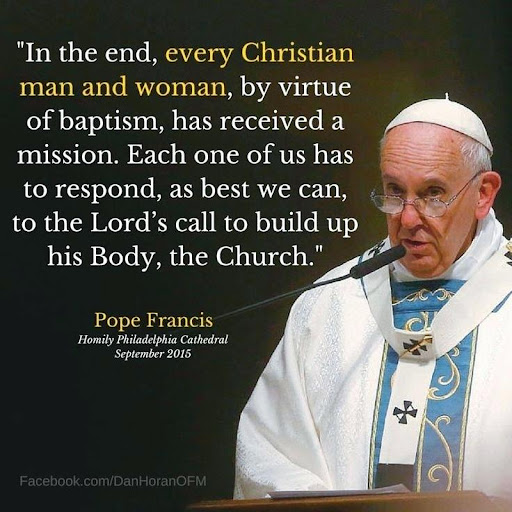 "In the end, every Christian
man and woman, by virtue
of baptism, has received a
mission. Each one of us has
to respond, as best we can,
to the Lord’s call to build up
his Body, the Church."
Pope Francis
Homily Philadelphia Cathedral
September 2015
Facebook.com/DanHoranOFM